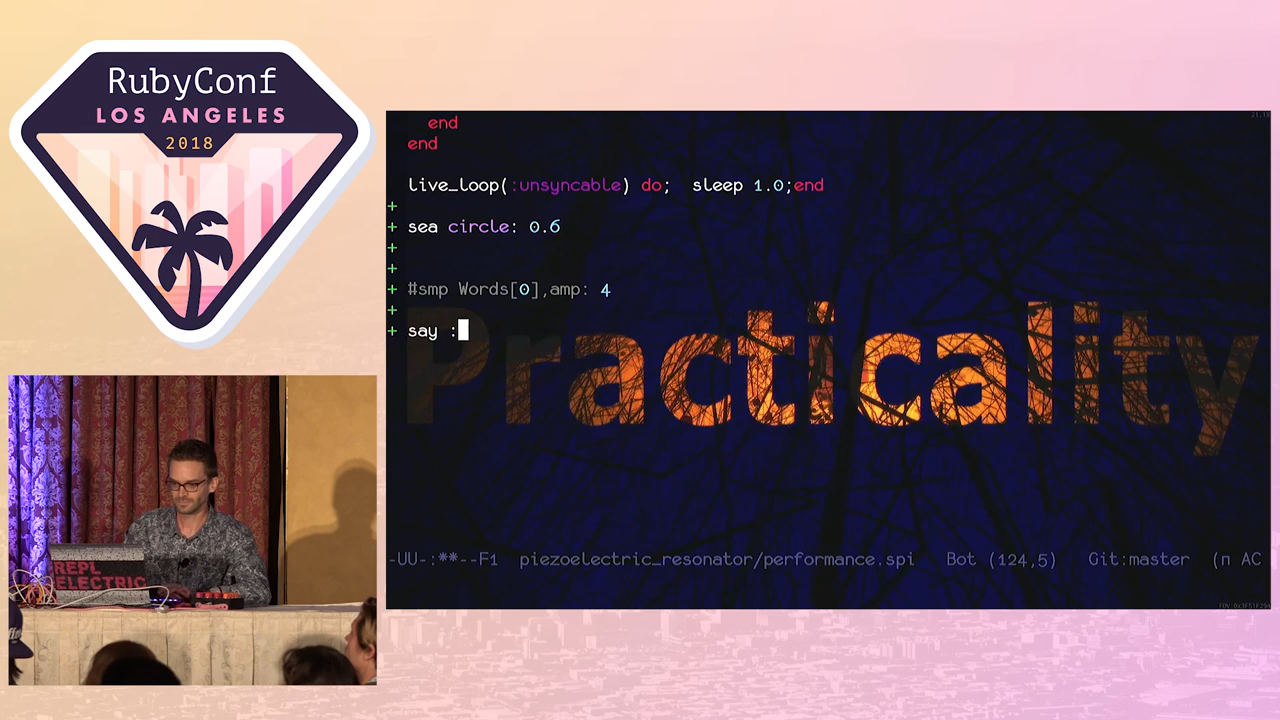 RubyConf
LOS ANGELES
2018
REPL
ELECTRIC
end
end
live_loop(:unsyncable) do;  sleep 1.0;end
+
+ sea circle: 0.6
+
+
+ #smp Words[0],amp: 4
+
+ say :
Practicality
-UU-:**--F1  piezoelectric_resonator/performance.spi   Bot (124,5)   Git:master  (π AC